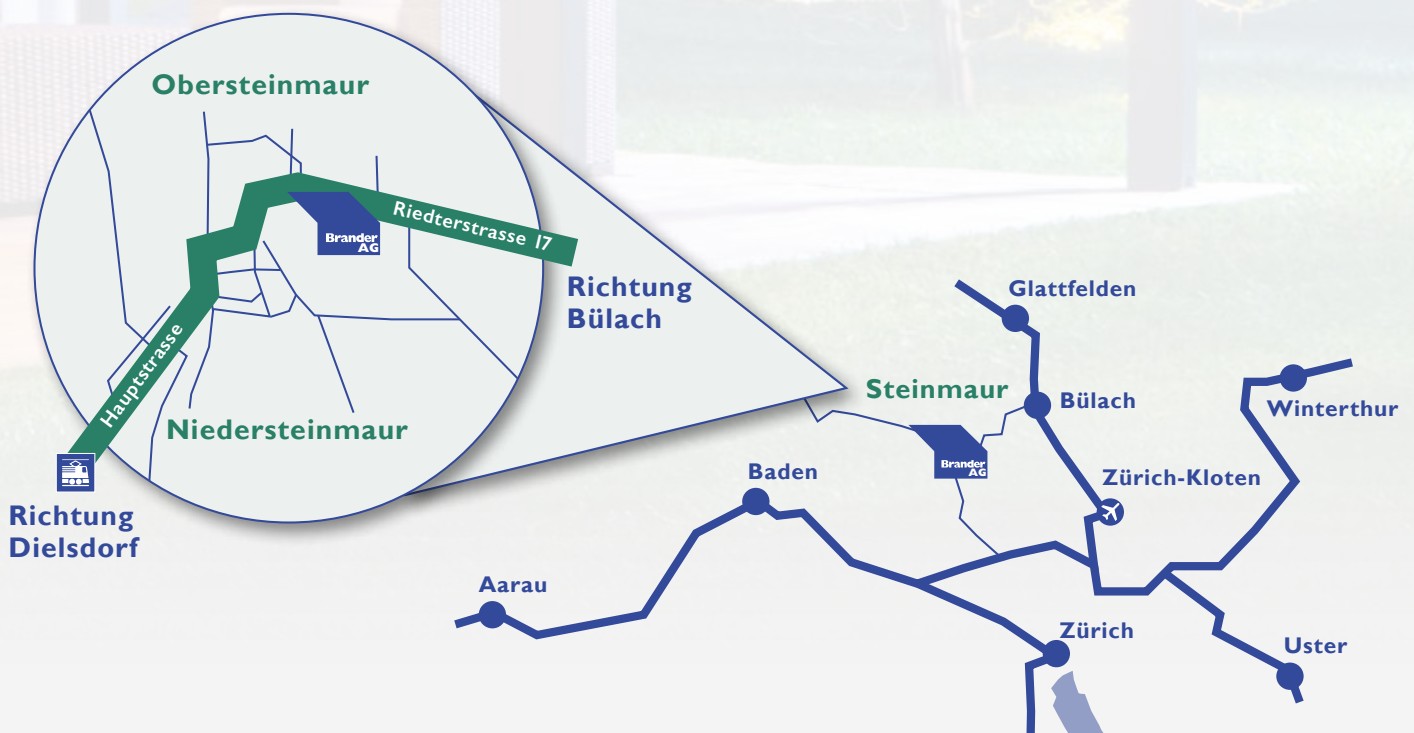 Obersteinmaur
Riedterstrasse 17
Brander
AG
Richtung
Bülach
Hauptstrasse
Niedersteinmaur
Richtung
Dielsdorf
Glattfelden
Steinmaur
Bülach
Winterthur
Brander
AG
Baden
Zürich-Kloten
Aarau
Zürich
Uster